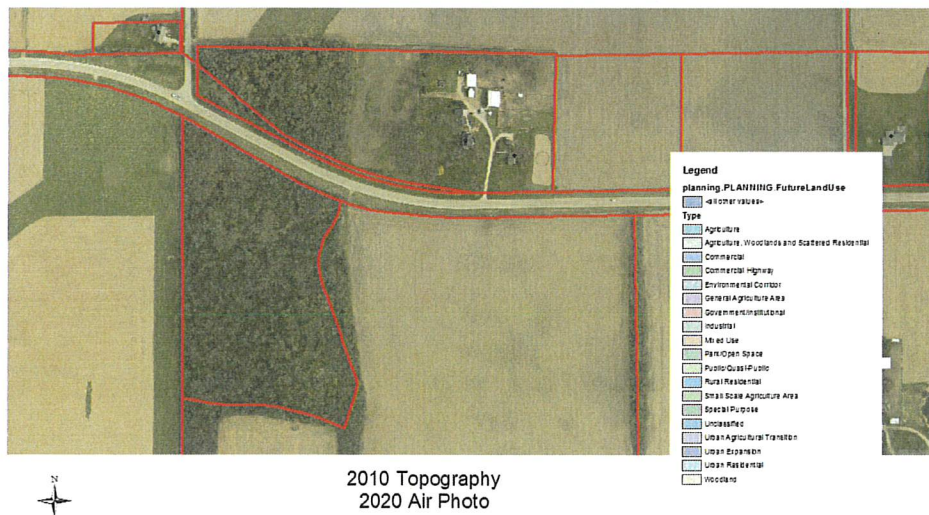 Legend
planning.PLANNING.FutureLandUse
<all other values>
Type
Agriculture
Agriculture, Woodlands and Scattered Residential
Commercial
Commercial Highway
Environmental Corridor
General Agriculture Area
Government/Institutional
Industrial
Mixed Use
Park/Open Space
Public/Quasi-Public
Rural Residential
Small Scale Agriculture Area
Special Purpose
Unclassified
Urban Agricultural Transition
Urban Expansion
Urban Residential
Woodland
N
2010 Topography
2020 Air Photo